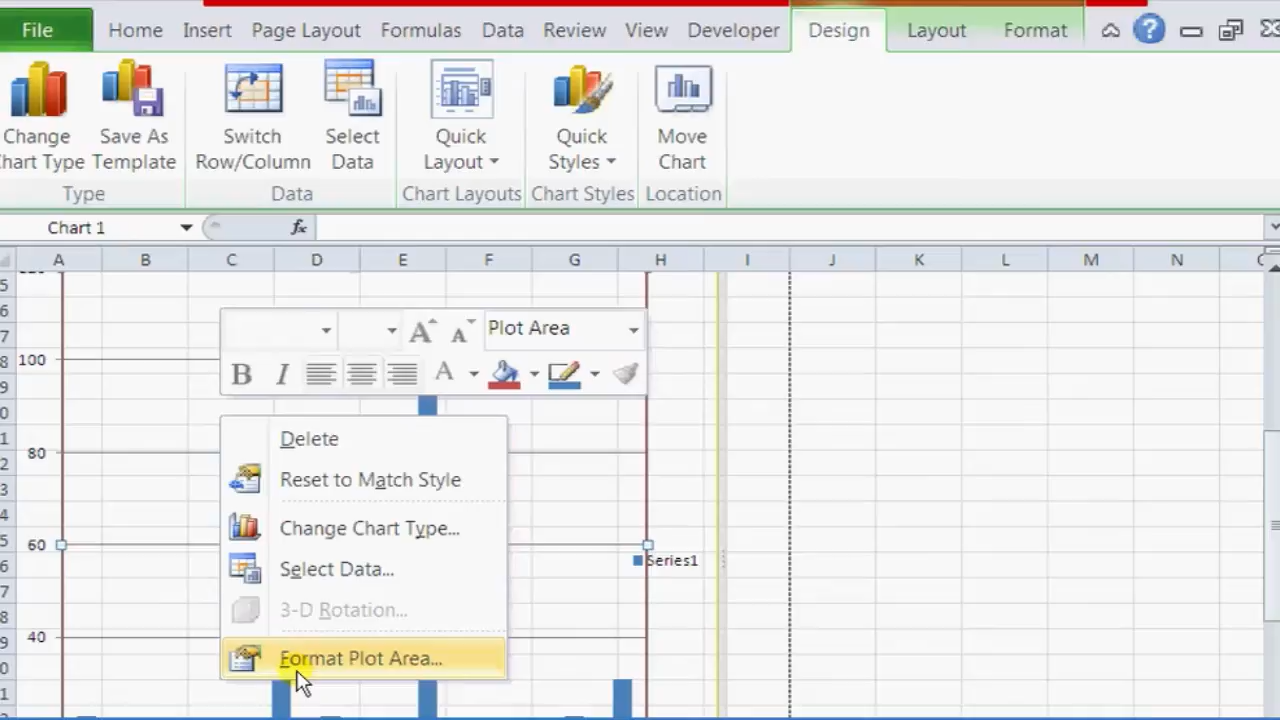 File Home Insert Page Layout Formulas Data Review View Developer Design Layout Format
Change Chart Type
Save As Template
Switch Row/Column
Select Data
Quick Layout
Quick Styles
Move Chart
Type Data Chart Layouts Chart Styles Location
Chart 1 fx
A B C D E F G H I J K L M N
Plot Area
100
B I A
Delete
80
Reset to Match Style
Change Chart Type...
60
Series1
Select Data...
3-D Rotation...
40
Format Plot Area...